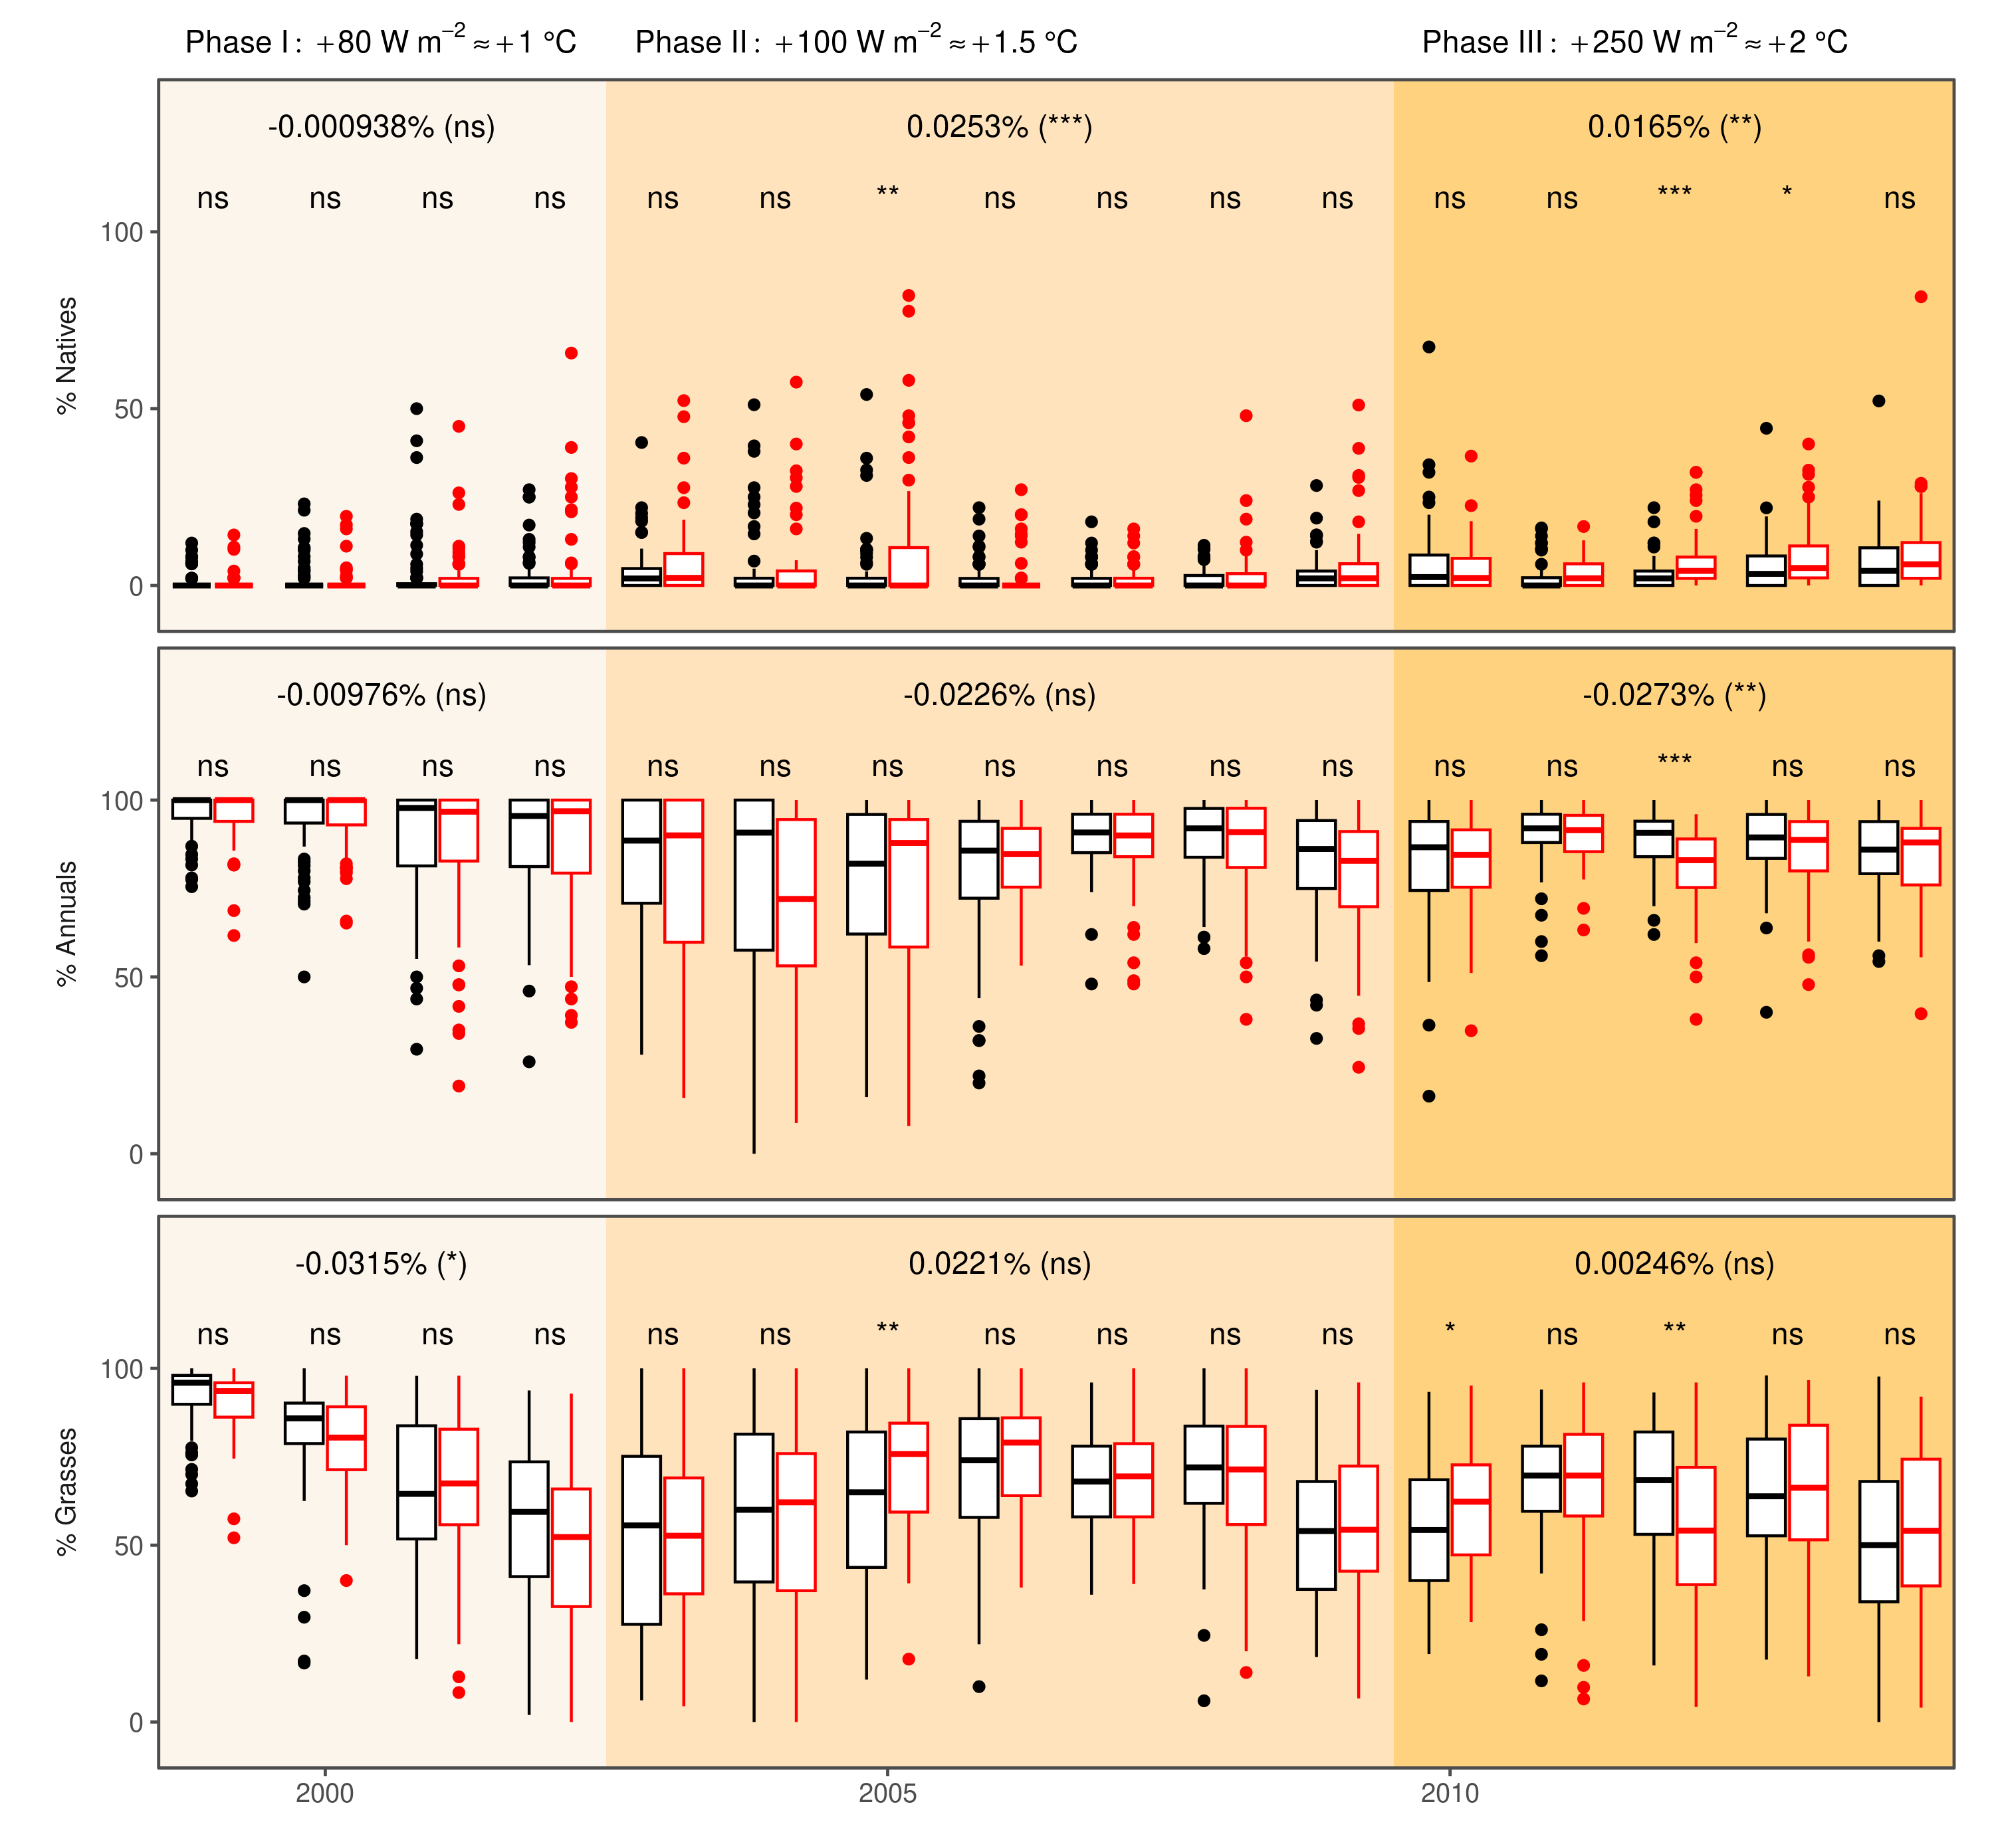 Phase I: +80 W m⁻² ≈ +1 °C Phase II: +100 W m⁻² ≈ +1.5 °C Phase III: +250 W m⁻² ≈ +2 °C
-0.000938% (ns) 0.0253% (***) 0.0165% (**)
ns ns ns ns ns ns ** ns ns ns ns ns ns *** * ns
100
50
0
% Natives
-0.00976% (ns) -0.0226% (ns) -0.0273% (**)
ns ns ns ns ns ns ns ns ns ns ns ns ns *** ns ns
100
50
0
% Annuals
-0.0315% (*) 0.0221% (ns) 0.00246% (ns)
ns ns ns ns ns ns ** ns ns ns ns * ns ** ns ns
100
50
0
% Grasses
2000 2005 2010